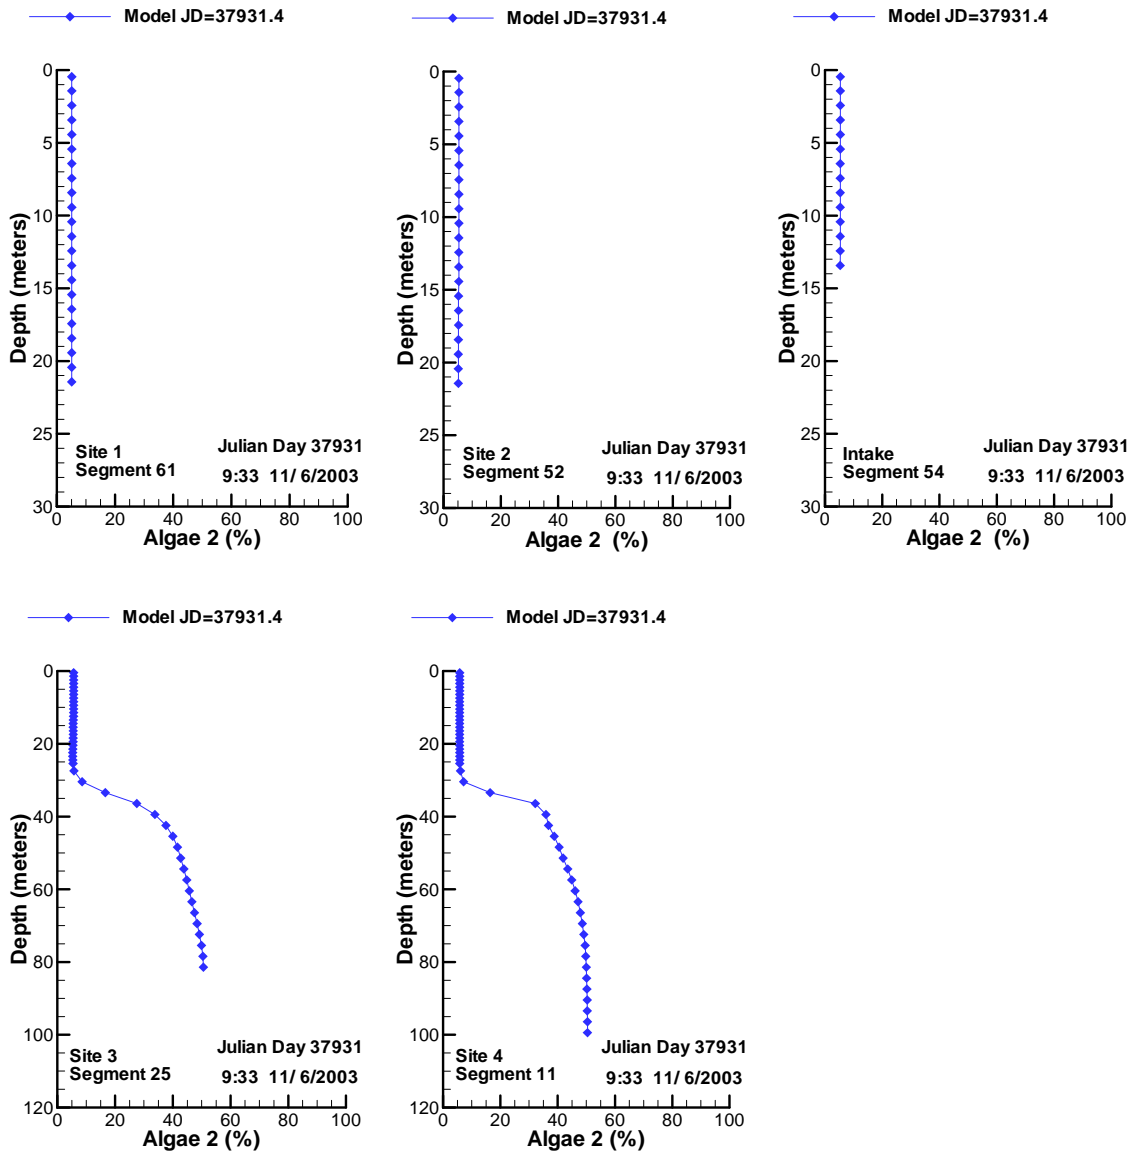 Model JD=37931.4
0
5
10
15
20
25
30
Depth (meters)
Site 1
Segment 61
Julian Day 37931
9:33 11/ 6/2003
0 20 40 60 80 100
Algae 2 (%)
Model JD=37931.4
0
5
10
15
20
25
30
Depth (meters)
Site 2
Segment 52
Julian Day 37931
9:33 11/ 6/2003
0 20 40 60 80 100
Algae 2 (%)
Model JD=37931.4
0
5
10
15
20
25
30
Depth (meters)
Intake
Segment 54
Julian Day 37931
9:33 11/ 6/2003
0 20 40 60 80 100
Algae 2 (%)
Model JD=37931.4
0
20
40
60
80
100
120
Depth (meters)
Site 3
Segment 25
Julian Day 37931
9:33 11/ 6/2003
0 20 40 60 80 100
Algae 2 (%)
Model JD=37931.4
0
20
40
60
80
100
120
Depth (meters)
Site 4
Segment 11
Julian Day 37931
9:33 11/ 6/2003
0 20 40 60 80 100
Algae 2 (%)